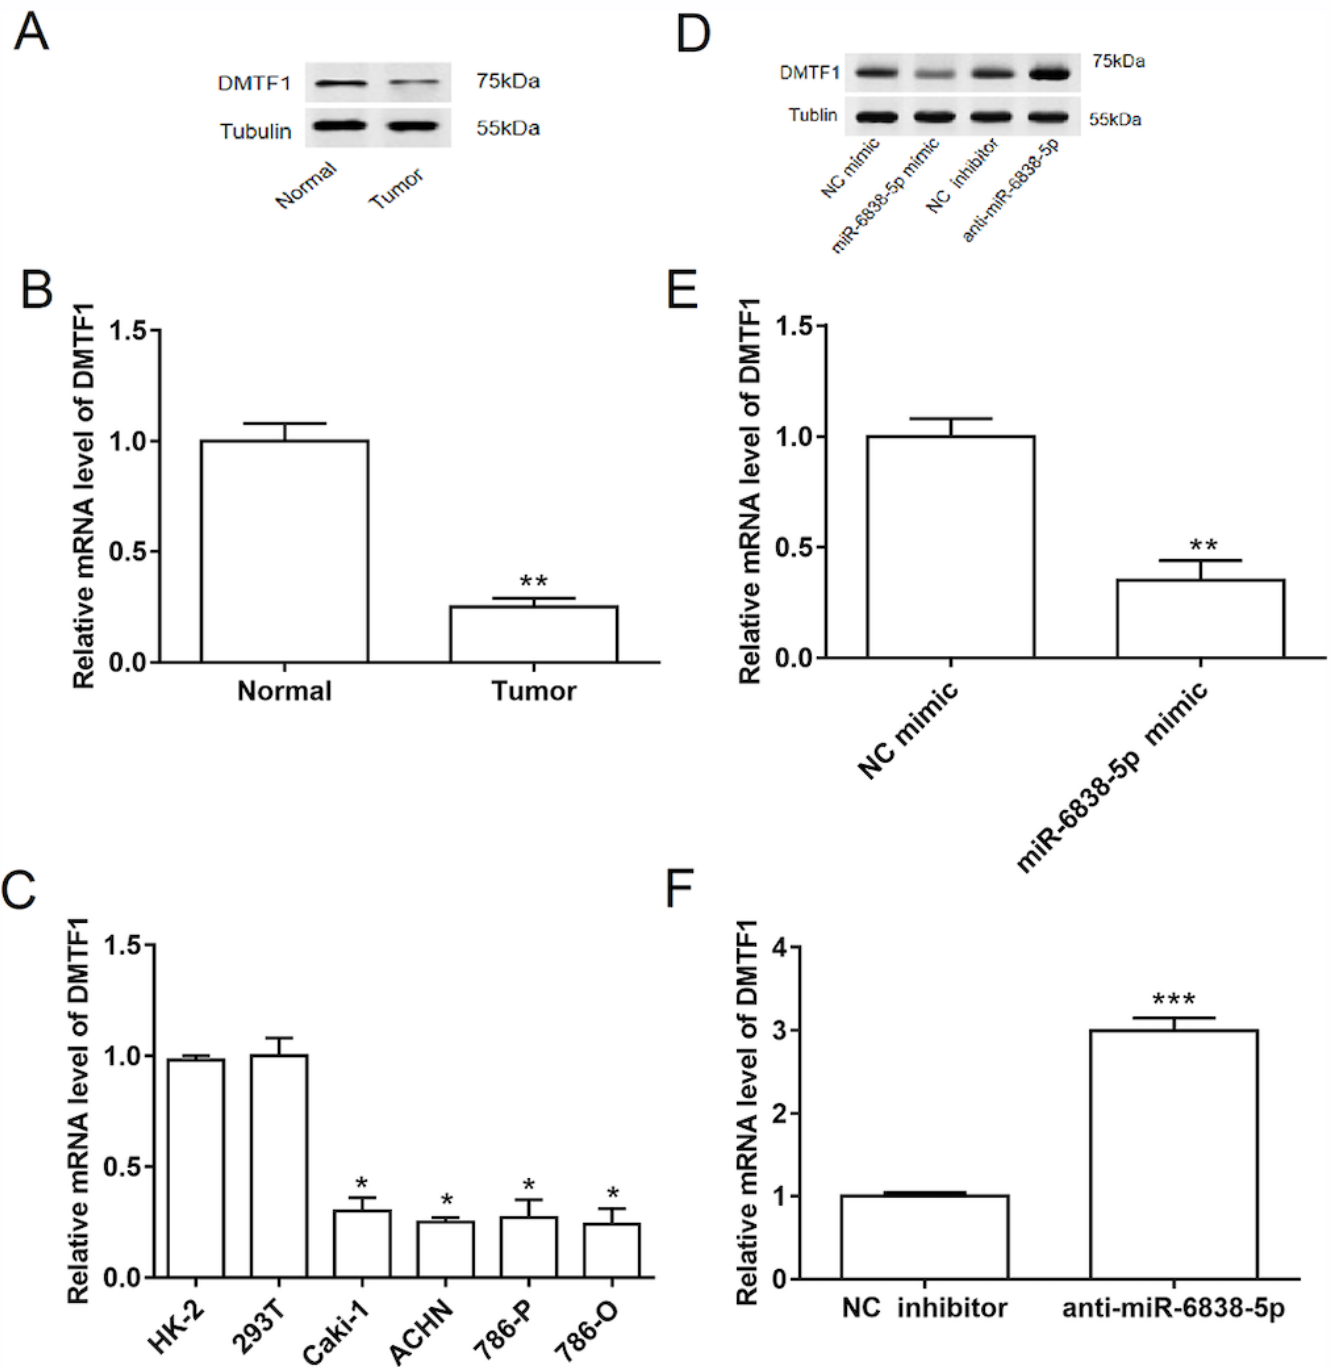 A
DMTF1
75kDa
Tubulin
55kDa
Normal
Tumor
D
DMTF1
75kDa
Tublin
55kDa
NC mimic
miR-6838-5p mimic
NC inhibitor
anti-miR-6838-5p
B
Relative mRNA level of DMTF1
1.5
1.0
0.5
0.0
**
Normal
Tumor
E
Relative mRNA level of DMTF1
1.5
1.0
0.5
0.0
**
NC mimic
miR-6838-5p mimic
C
Relative mRNA level of DMTF1
1.5
1.0
0.5
0.0
* * * *
HK-2
293T
Caki-1
ACHN
786-P
786-O
F
Relative mRNA level of DMTF1
4
3
2
1
0
***
NC inhibitor
anti-miR-6838-5p